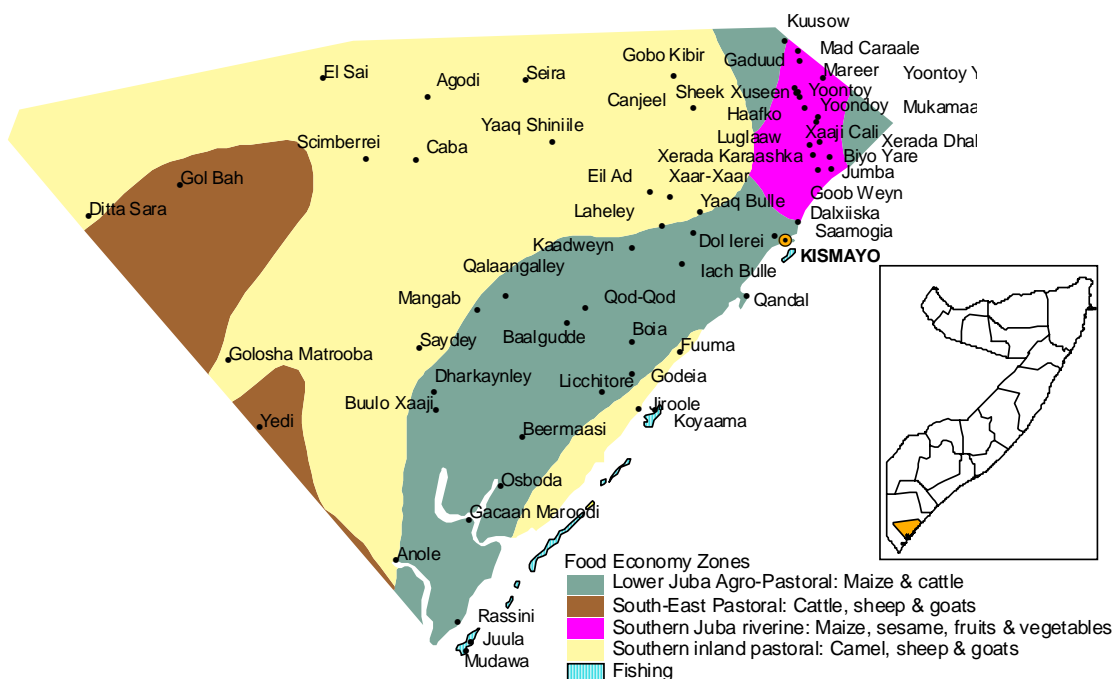 Kuusow
Mad Caraale
Gobo Kibir
Gaduud
El Sai
Agodi
Seira
Mareer
Yoontoy Y
Canjeel
Sheek Xuseen
Yoontoy
Haafko
Yoondoy
Mukamaa
Yaaq Shiniile
Luglaaw
Xaaji Cali
Xerada Dhal
Scimberrei
Caba
Xerada Karaashka
Biyo Yare
Gol Bah
Eil Ad
Xaar-Xaar
Jumba
Goob Weyn
Ditta Sara
Laheley
Yaaq Bulle
Dalxiiska
Saamogia
Kaadweyn
Dol Ierei
KISMAYO
Qalaangalley
Iach Bulle
Mangab
Qod-Qod
Qandal
Baalgudde
Boia
Saydey
Fuuma
Golosha Matrooba
Dharkaynley
Licchitore
Godeia
Buulo Xaaji
Jiroole
Yedi
Koyaama
Beermaasi
Osboda
Gacaan Maroodi
Anole
Food Economy Zones
Lower Juba Agro-Pastoral: Maize & cattle
South-East Pastoral: Cattle, sheep & goats
Southern Juba riverine: Maize, sesame, fruits & vegetables
Southern inland pastoral: Camel, sheep & goats
Fishing
Rassini
Juula
Mudawa